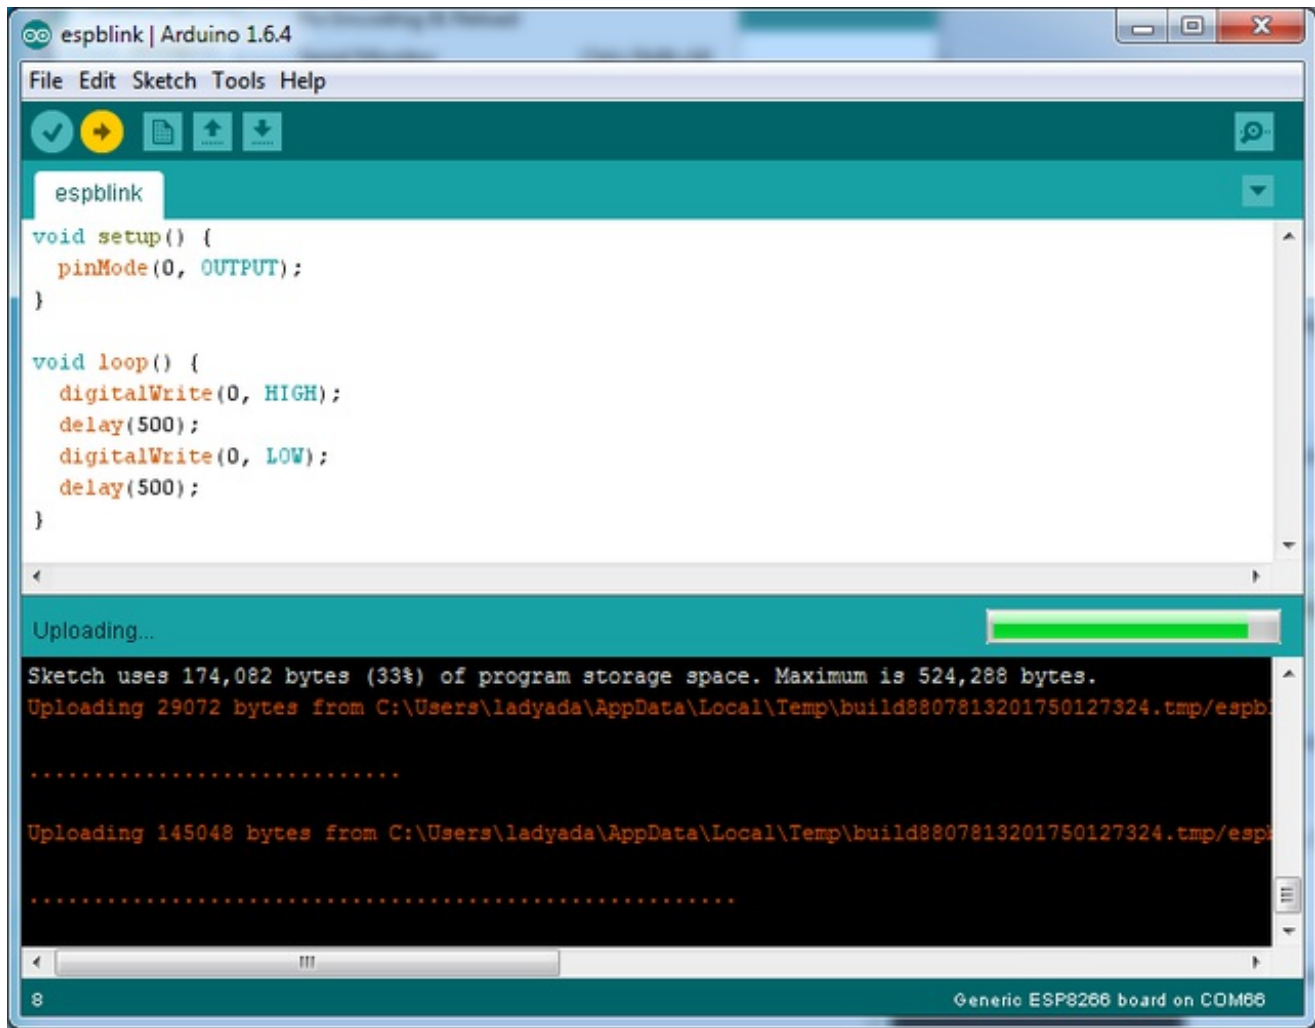 espblink | Arduino 1.6.4
File Edit Sketch Tools Help
espblink
void setup() {
  pinMode(0, OUTPUT);
}
void loop() {
  digitalWrite(0, HIGH);
  delay(500);
  digitalWrite(0, LOW);
  delay(500);
}
Uploading...
Sketch uses 174,082 bytes (33%) of program storage space. Maximum is 524,288 bytes.
Uploading 29072 bytes from C:\Users\ladyada\AppData\Local\Temp\build8807813201750127324.tmp/espb
.............................
Uploading 145048 bytes from C:\Users\ladyada\AppData\Local\Temp\build8807813201750127324.tmp/esp
.......................................................
8
Generic ESP8266 board on COM66